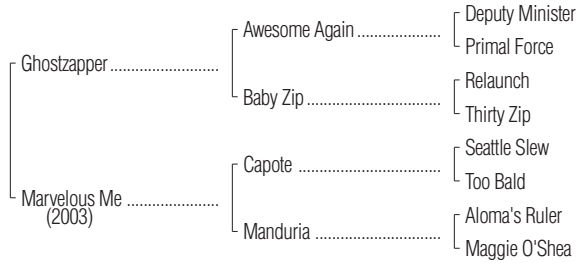 Deputy Minister
Awesome Again ....................
Primal Force
Ghostzapper .........................
Relaunch
Baby Zip ................................
Thirty Zip
Seattle Slew
Capote ..................................
Too Bald
Marvelous Me .....................
(2003)
Aloma's Ruler
Manduria .............................
Maggie O'Shea